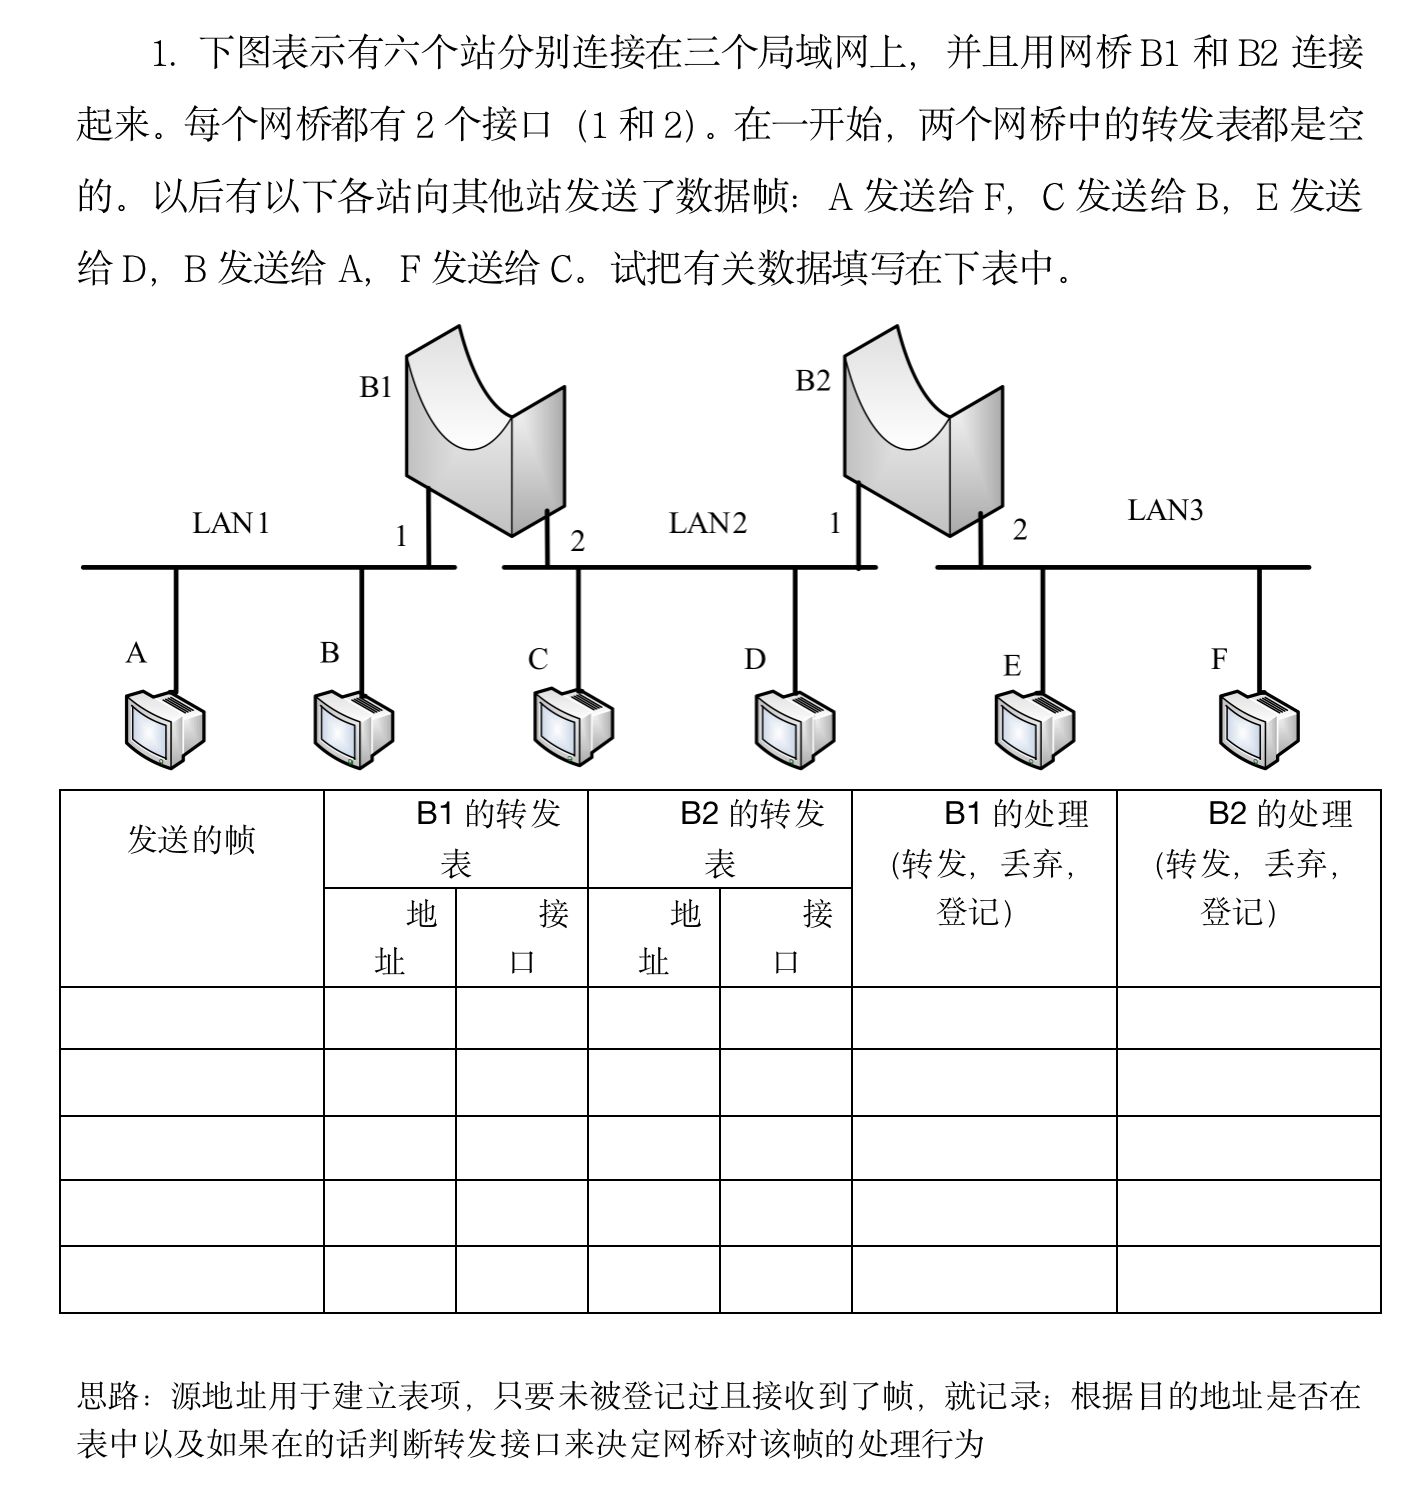 1. 下图表示有六个站分别连接在三个局域网上，并且用网桥 B1 和 B2 连接
起来。每个网桥都有 2 个接口（1 和 2）。在一开始，两个网桥中的转发表都是空
的。以后有以下各站向其他站发送了数据帧：A 发送给 F，C 发送给 B，E 发送
给 D，B 发送给 A，F 发送给 C。试把有关数据填写在下表中。
B1
B2
LAN1
1
2
LAN2
1
2
LAN3
A
B
C
D
E
F
发送的帧
B1 的转发
表
B2 的转发
表
B1 的处理
（转发，丢弃，
登记）
B2 的处理
（转发，丢弃，
登记）
地
址
接
口
地
址
接
口
思路：源地址用于建立表项，只要未被登记过且接收到了帧，就记录；根据目的地址是否在
表中以及如果在的话判断转发接口来决定网桥对该帧的处理行为